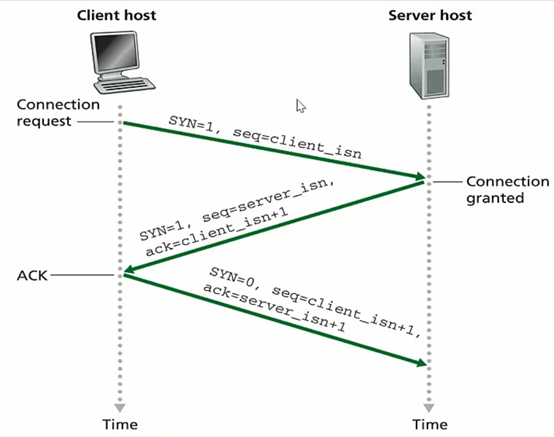 Client host
Server host
Connection
request
SYN=1, seq=client_isn
Connection
granted
SYN=1, seq=server_isn,
ack=client_isn+1
ACK
SYN=0, seq=client_isn+1,
ack=server_isn+1
Time
Time